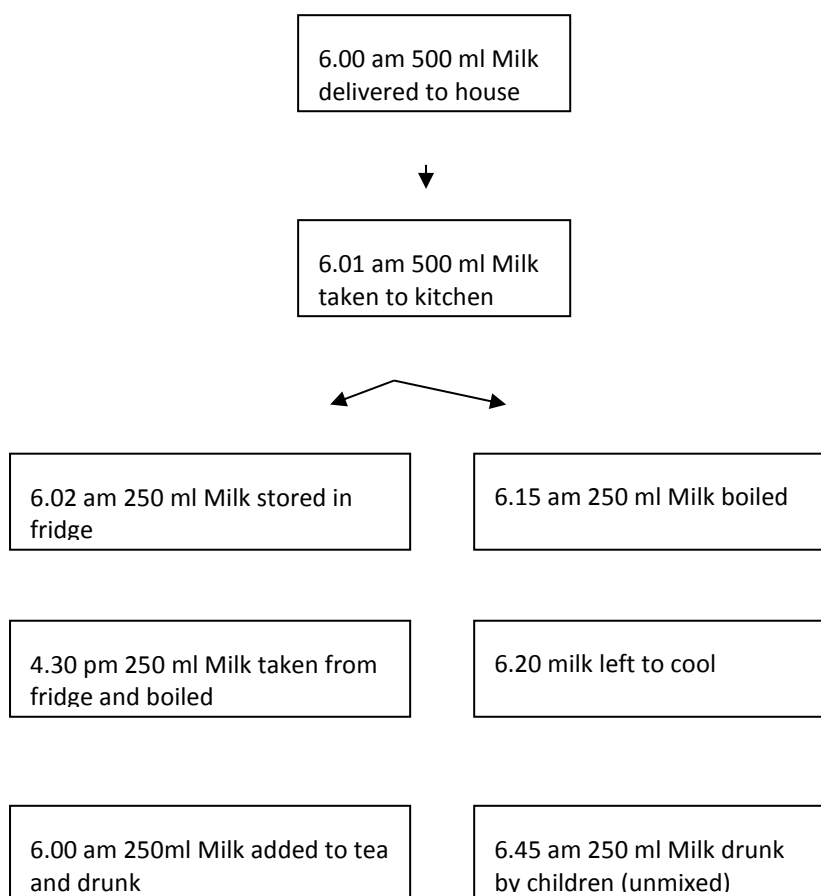 6.00 am 500 ml Milk
delivered to house
6.01 am 500 ml Milk
taken to kitchen
6.02 am 250 ml Milk stored in
fridge
6.15 am 250 ml Milk boiled
4.30 pm 250 ml Milk taken from
fridge and boiled
6.20 milk left to cool
6.00 am 250ml Milk added to tea
and drunk
6.45 am 250 ml Milk drunk
by children (unmixed)